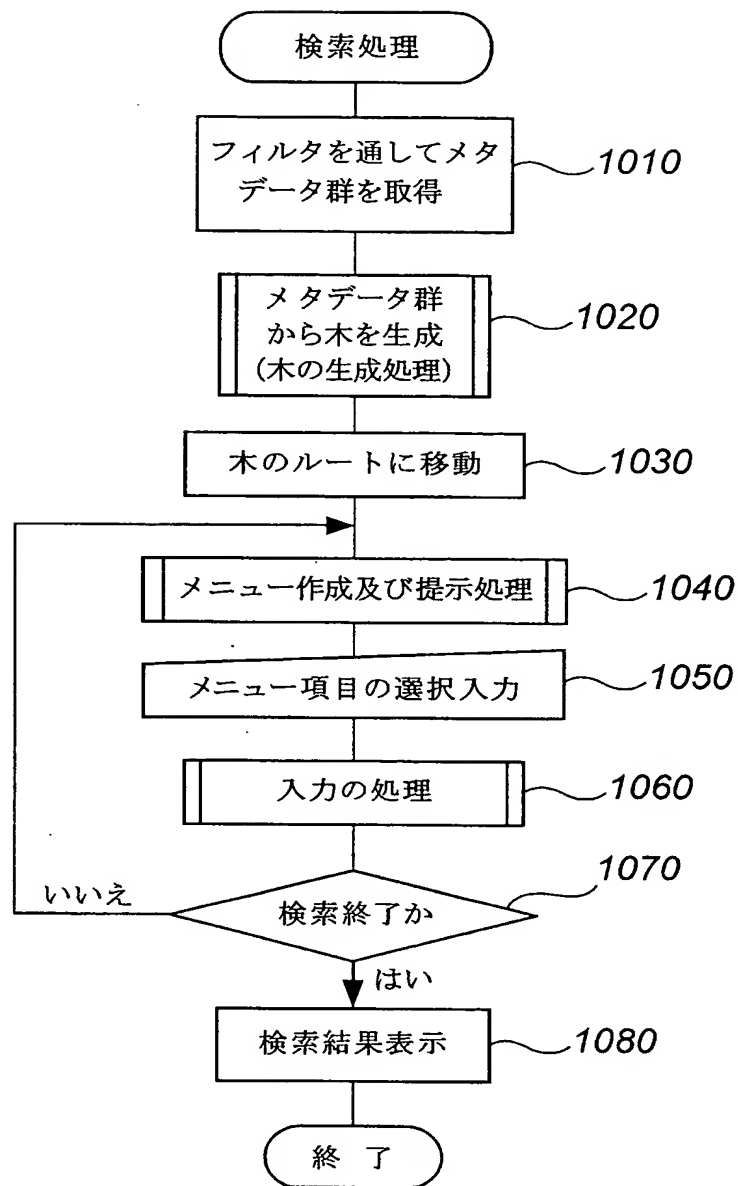 検索処理
フィルタを通してメタ
データ群を取得
1010
メタデータ群
から木を生成
(木の生成処理)
1020
木のルートに移動
1030
メニュー作成及び提示処理
1040
メニュー項目の選択入力
1050
入力の処理
1060
検索終了か
1070
いいえ
はい
検索結果表示
1080
終 了